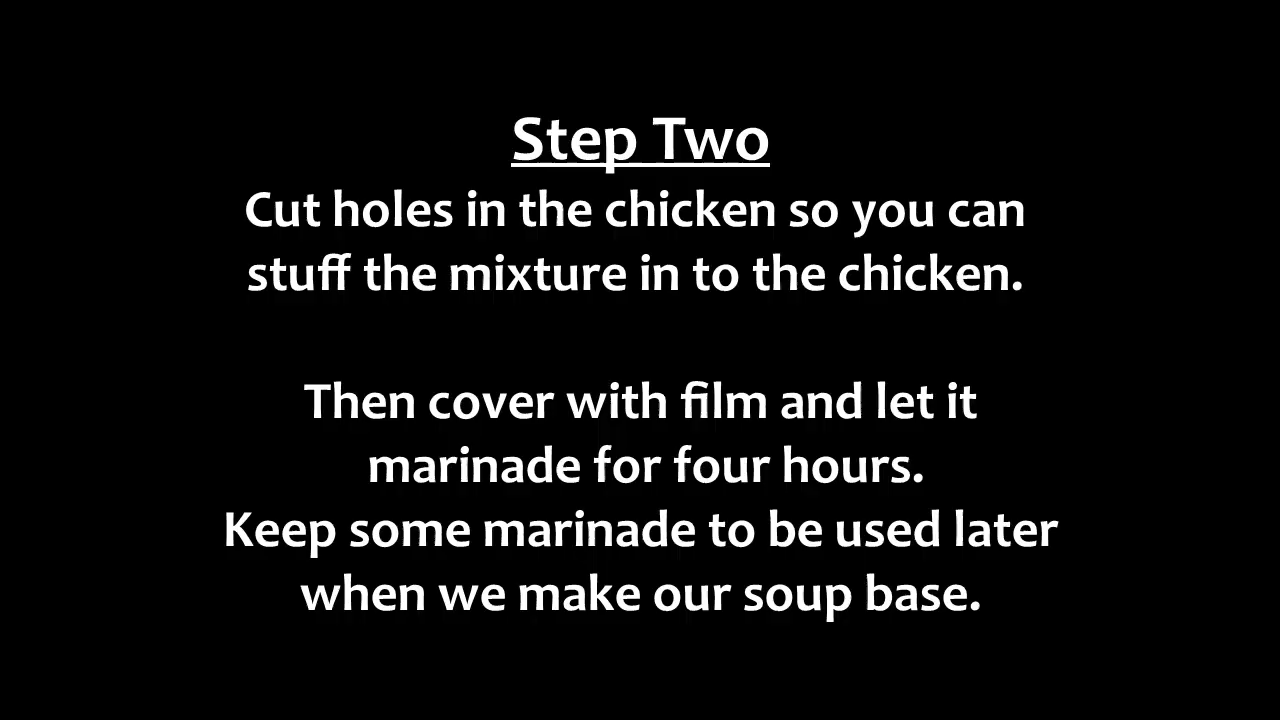 Step Two
Cut holes in the chicken so you can
stuff the mixture in to the chicken.
Then cover with film and let it
marinade for four hours.
Keep some marinade to be used later
when we make our soup base.